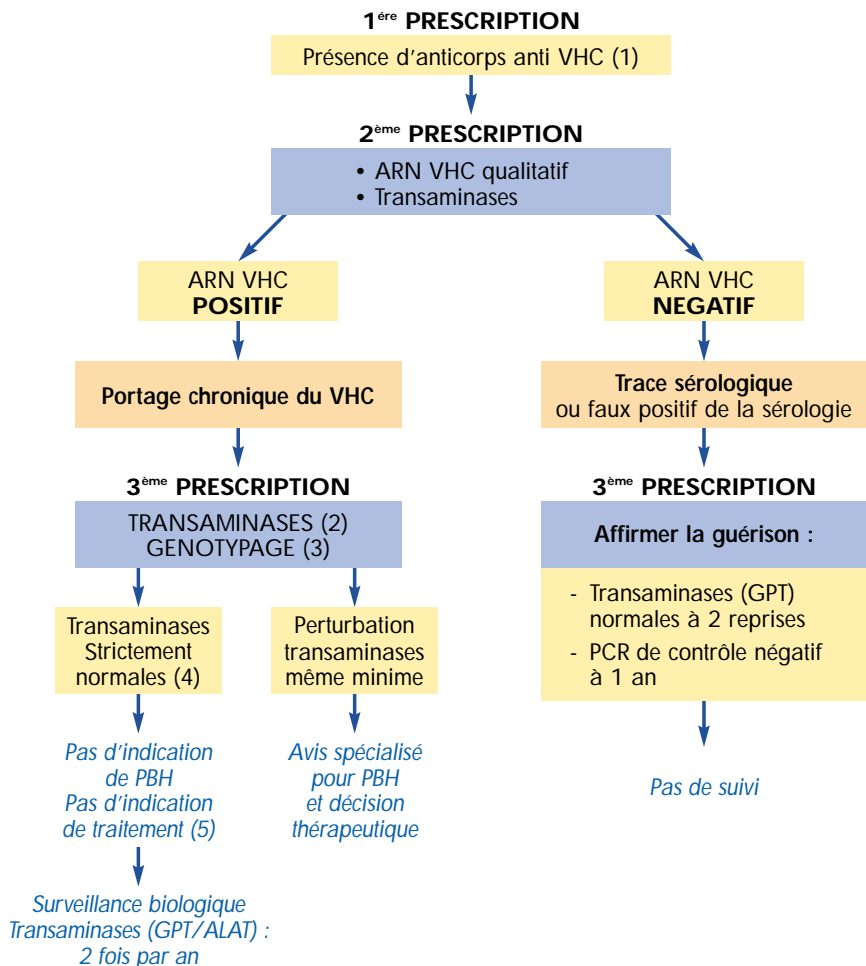 1ére PRESCRIPTION
Présence d'anticorps anti VHC (1)
2ème PRESCRIPTION
• ARN VHC qualitatif
• Transaminases
ARN VHC
POSITIF
ARN VHC
NEGATIF
Portage chronique du VHC
Trace sérologique
ou faux positif de la sérologie
3ème PRESCRIPTION
TRANSAMINASES (2)
GENOTYPAGE (3)
3ème PRESCRIPTION
Affirmer la guérison :
- Transaminases (GPT)
normales à 2 reprises
- PCR de contrôle négatif
à 1 an
Transaminases
Strictement
normales (4)
Perturbation
transaminases
même minime
Pas d'indication
de PBH
Pas d'indication
de traitement (5)
Avis spécialisé
pour PBH
et décision
thérapeutique
Pas de suivi
Surveillance biologique
Transaminases (GPT/ALAT) :
2 fois par an